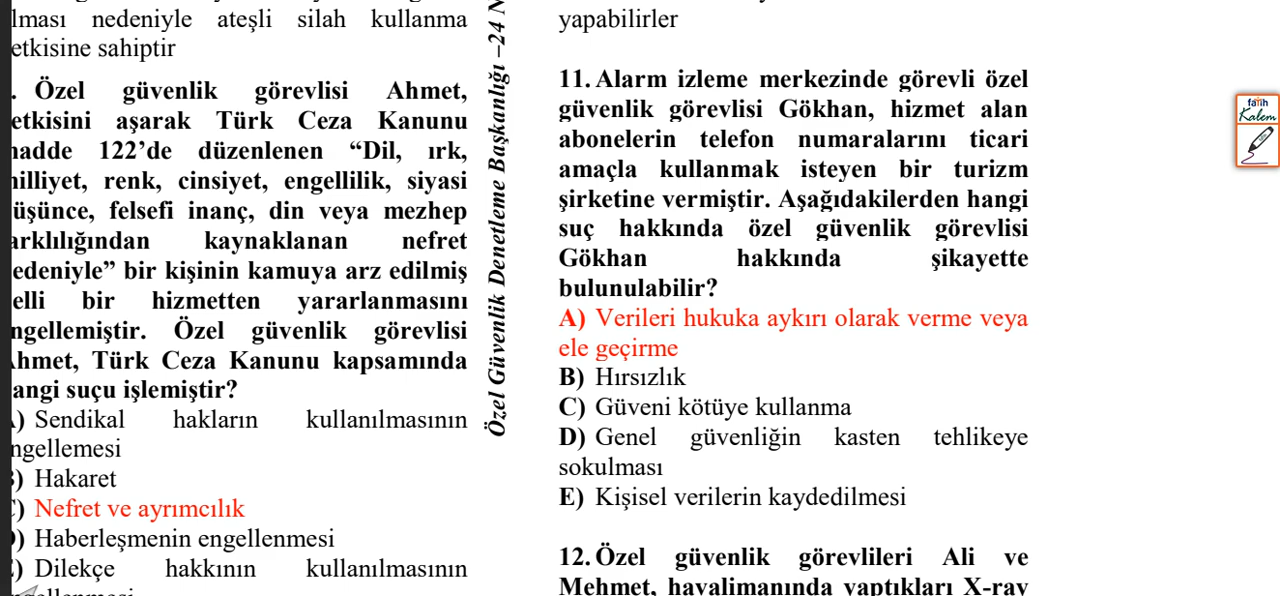 lması nedeniyle ateşli silah kullanma
etkisine sahiptir
. Özel güvenlik görevlisi Ahmet,
etkisini aşarak Türk Ceza Kanunu
madde 122’de düzenlenen “Dil, ırk,
milliyet, renk, cinsiyet, engellilik, siyasi
üşünce, felsefi inanç, din veya mezhep
arklılığından kaynaklanan nefret
edeniyle” bir kişinin kamuya arz edilmiş
elli bir hizmetten yararlanmasını
ngellemiştir. Özel güvenlik görevlisi
Ahmet, Türk Ceza Kanunu kapsamında
angi suçu işlemiştir?
) Sendikal hakların kullanılmasının
ngellemesi
) Hakaret
) Nefret ve ayrımcılık
) Haberleşmenin engellenmesi
) Dilekçe hakkının kullanılmasının
Özel Güvenlik Denetleme Başkanlığı –24 N
yapabilirler
11. Alarm izleme merkezinde görevli özel
güvenlik görevlisi Gökhan, hizmet alan
abonelerin telefon numaralarını ticari
amaçla kullanmak isteyen bir turizm
şirketine vermiştir. Aşağıdakilerden hangi
suç hakkında özel güvenlik görevlisi
Gökhan hakkında şikayette
bulunulabilir?
A) Verileri hukuka aykırı olarak verme veya
ele geçirme
B) Hırsızlık
C) Güveni kötüye kullanma
D) Genel güvenliğin kasten tehlikeye
sokulması
E) Kişisel verilerin kaydedilmesi
12. Özel güvenlik görevlileri Ali ve
Mehmet, havalimanında yaptıkları X-ray
fatih
Kalem